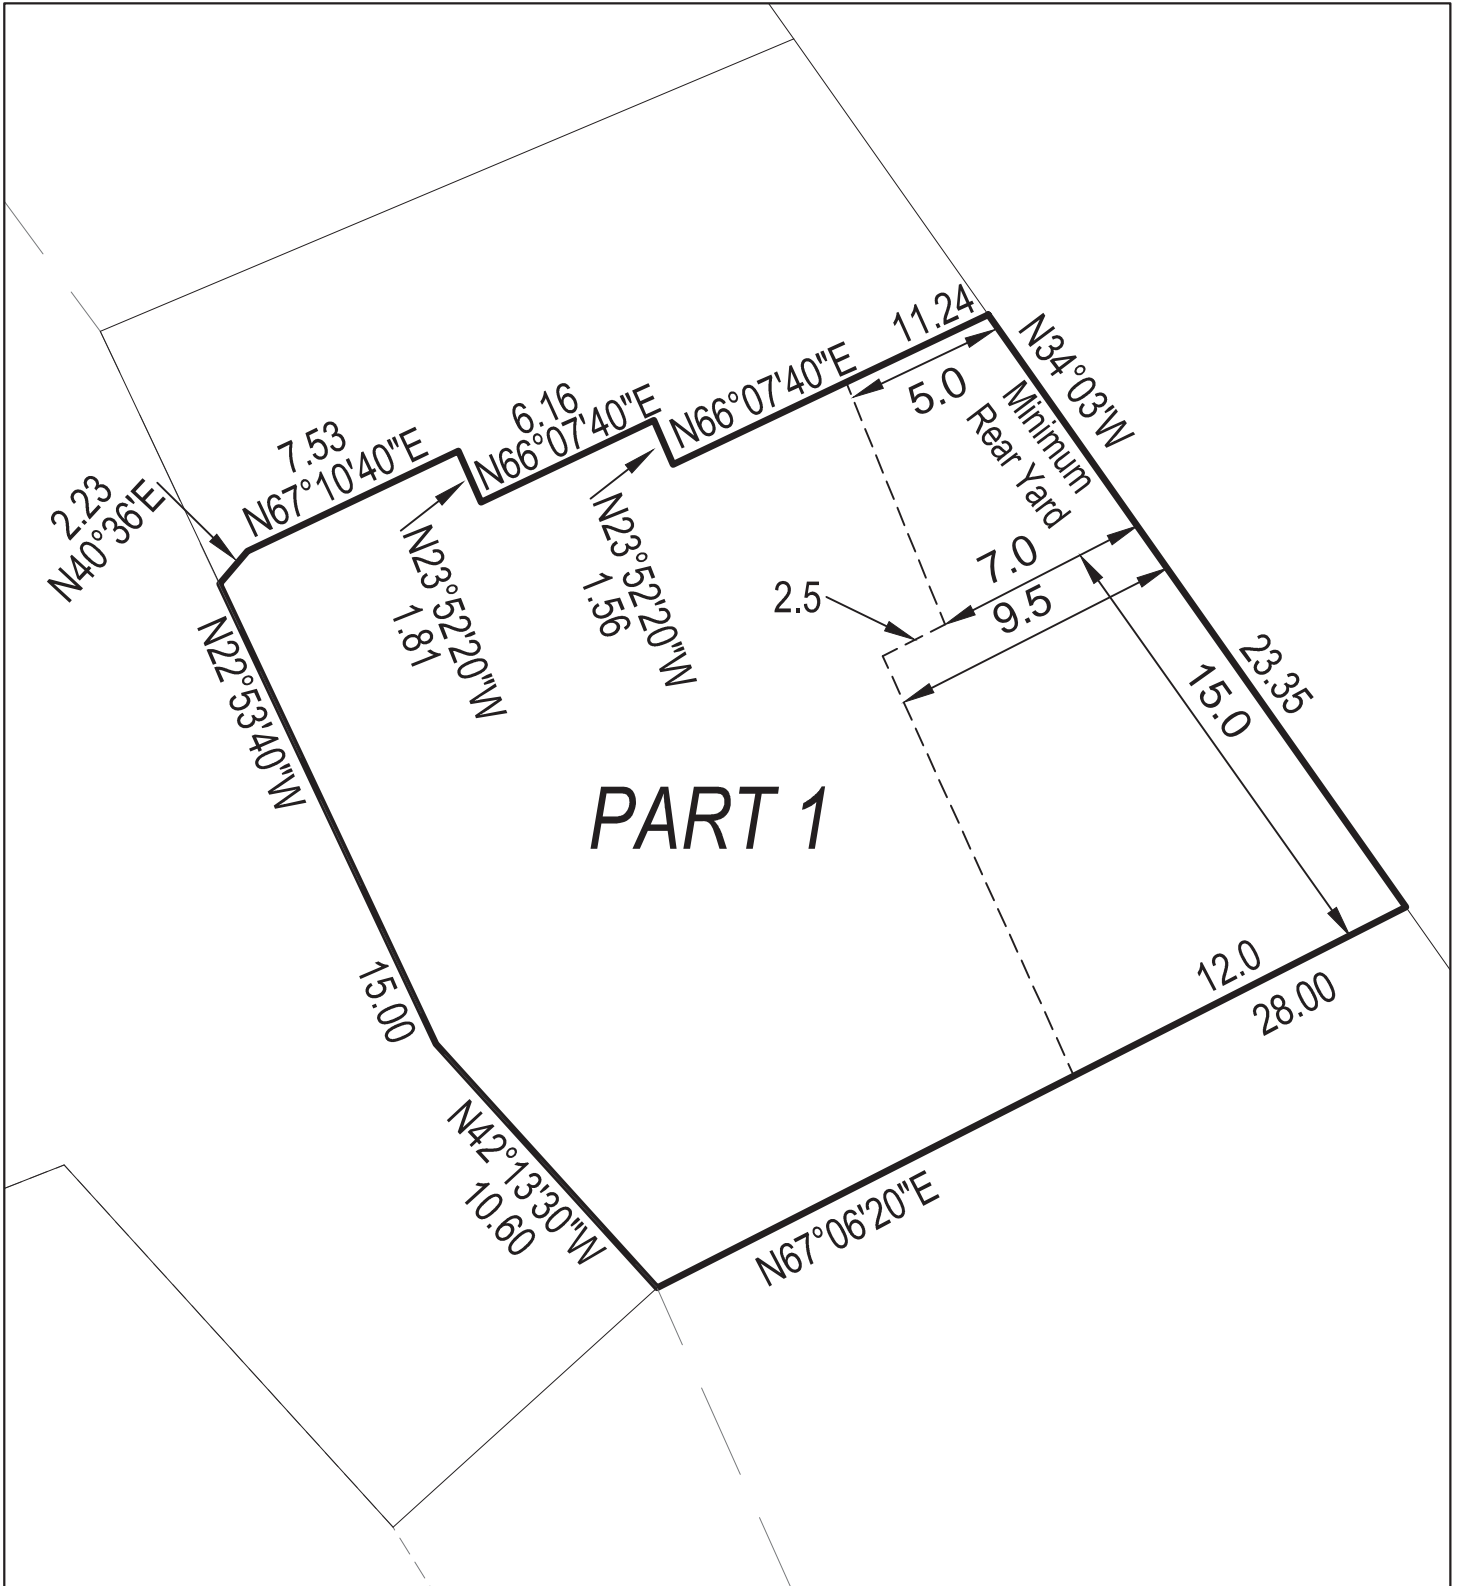 11.24
N34°03'W
N66°07'40"E
5.0
Minimum
Rear Yard
6.16
N66°07'40"E
7.53
N67°10'40"E
2.23
N40°36'E
N23°52'20"W
1.81
N23°52'20"W
1.56
7.0
9.5
2.5
N22°53'40"W
23.35
15.0
PART 1
15.00
12.0
28.00
N42°13'30"W
10.60
N67°06'20"E